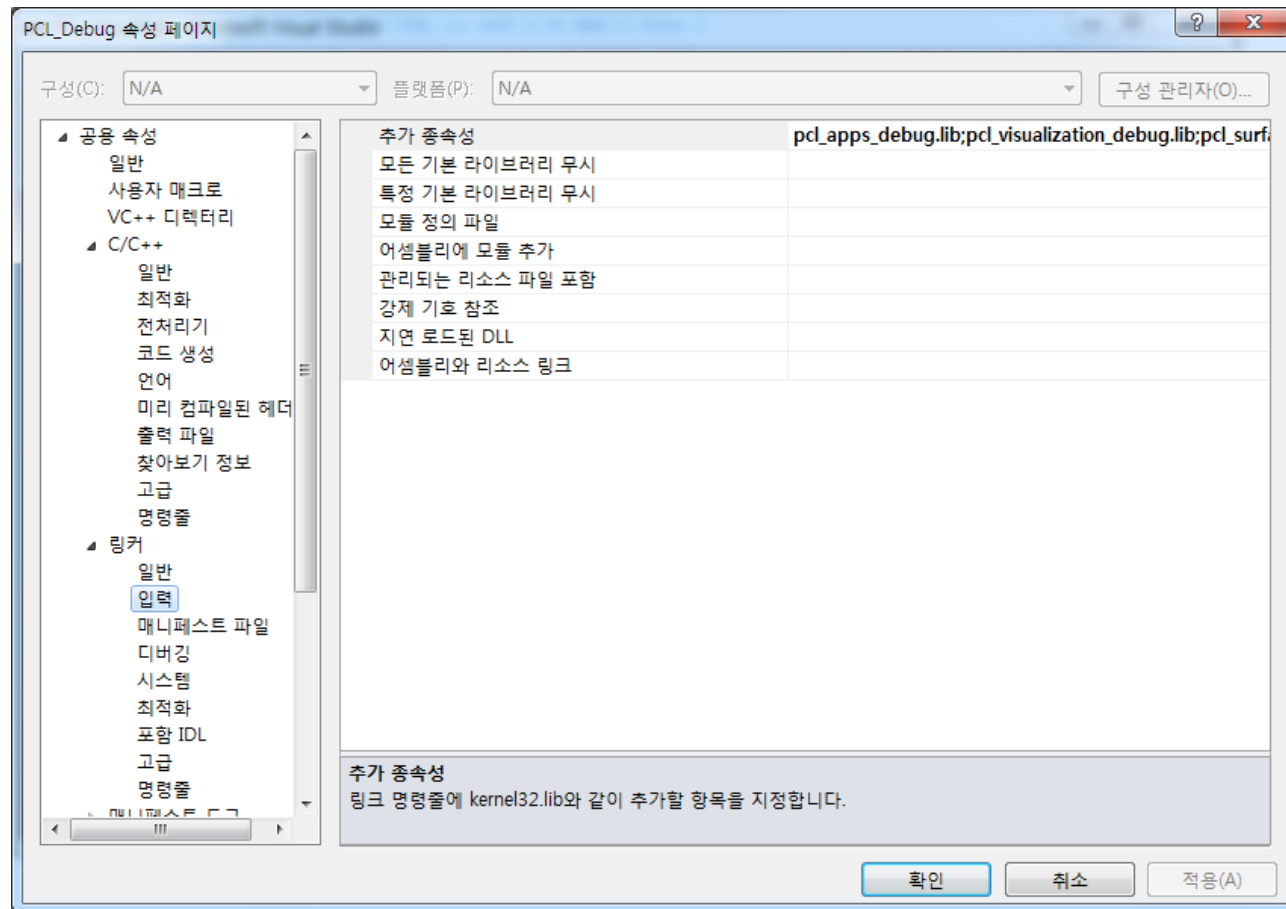 PCL_Debug 속성 페이지
구성(C): N/A 플랫폼(P): N/A 구성 관리자(O)...
공용 속성
일반
사용자 매크로
VC++ 디렉터리
C/C++
일반
최적화
전처리기
코드 생성
언어
미리 컴파일된 헤더
출력 파일
찾아보기 정보
고급
명령줄
링커
일반
입력
매니페스트 파일
디버깅
시스템
최적화
포함 IDL
고급
명령줄
매니페스트 도구
추가 종속성 pcl_apps_debug.lib;pcl_visualization_debug.lib;pcl_surfa
모든 기본 라이브러리 무시
특정 기본 라이브러리 무시
모듈 정의 파일
어셈블리에 모듈 추가
관리되는 리소스 파일 포함
강제 기호 참조
지연 로드된 DLL
어셈블리와 리소스 링크
추가 종속성
링크 명령줄에 kernel32.lib와 같이 추가할 항목을 지정합니다.
확인 취소 적용(A)